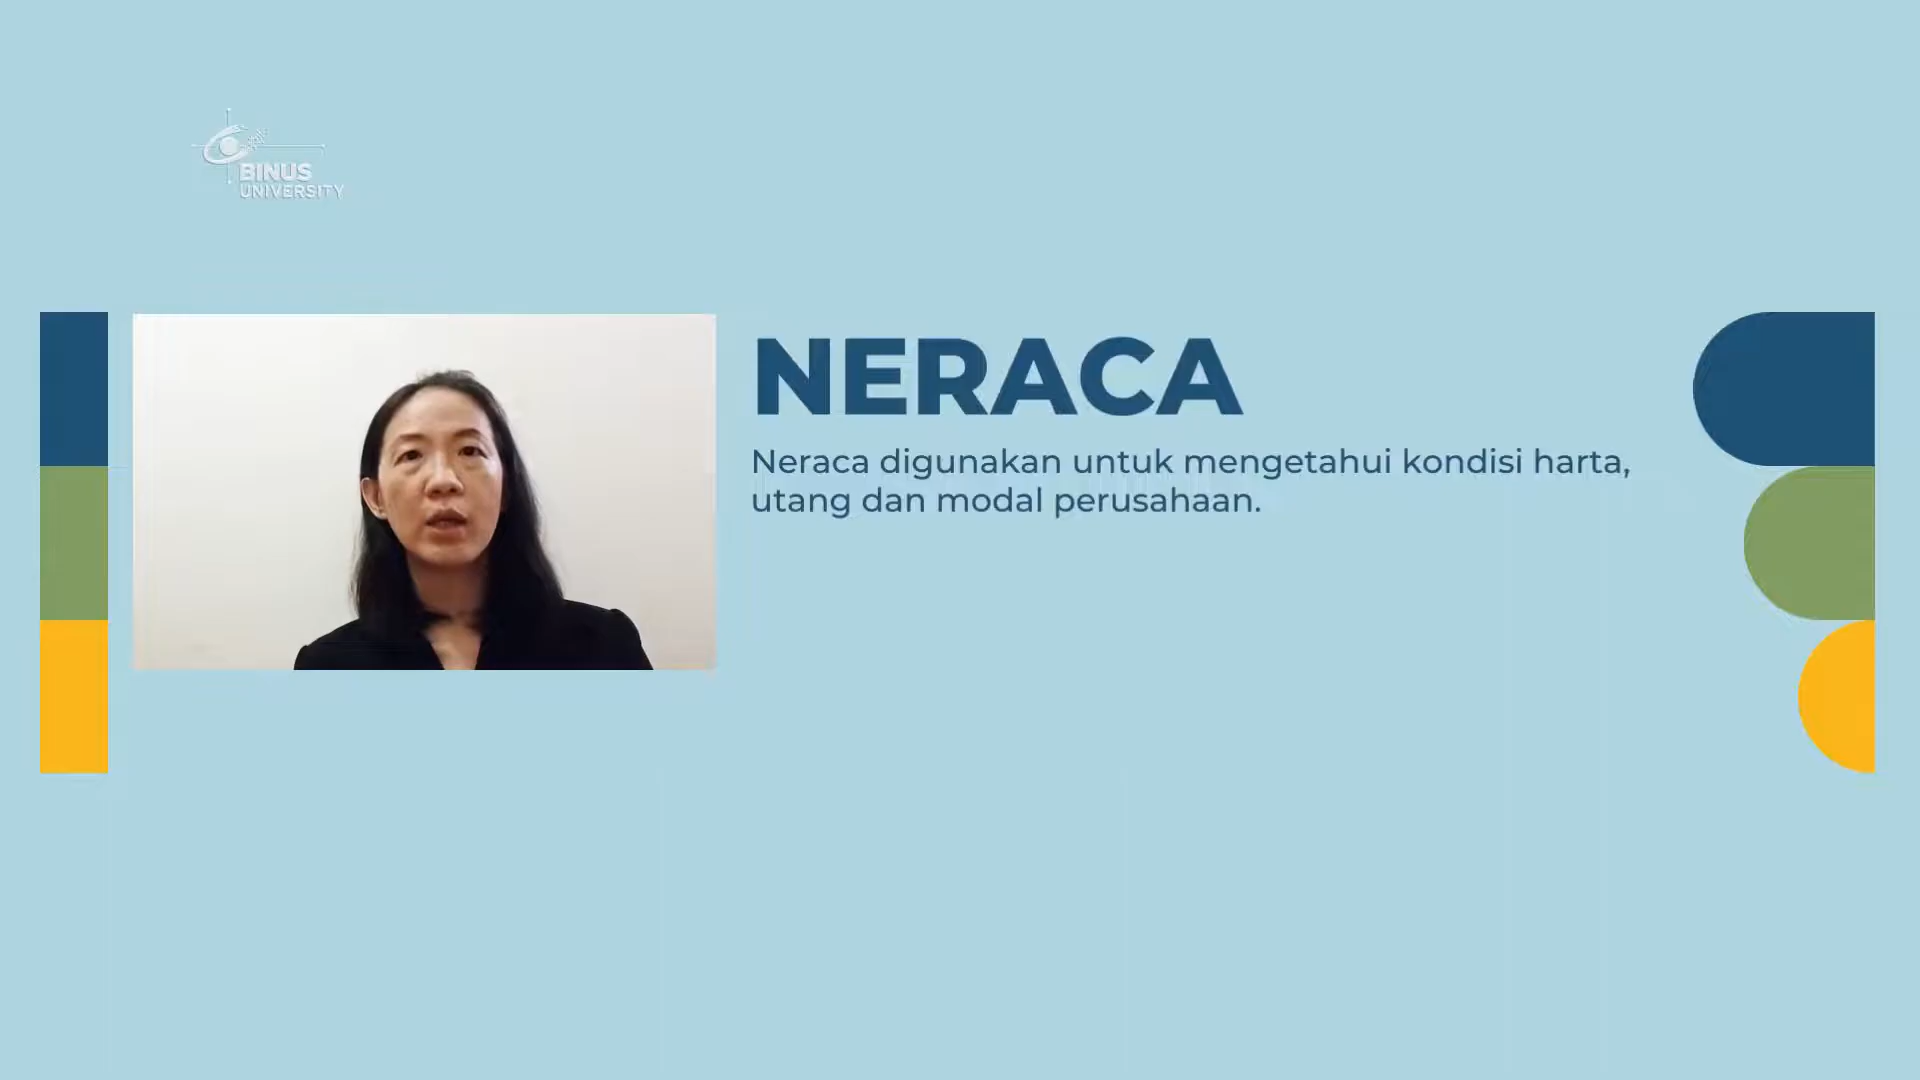 BINUS
UNIVERSITY
NERACA
Neraca digunakan untuk mengetahui kondisi harta,
utang dan modal perusahaan.